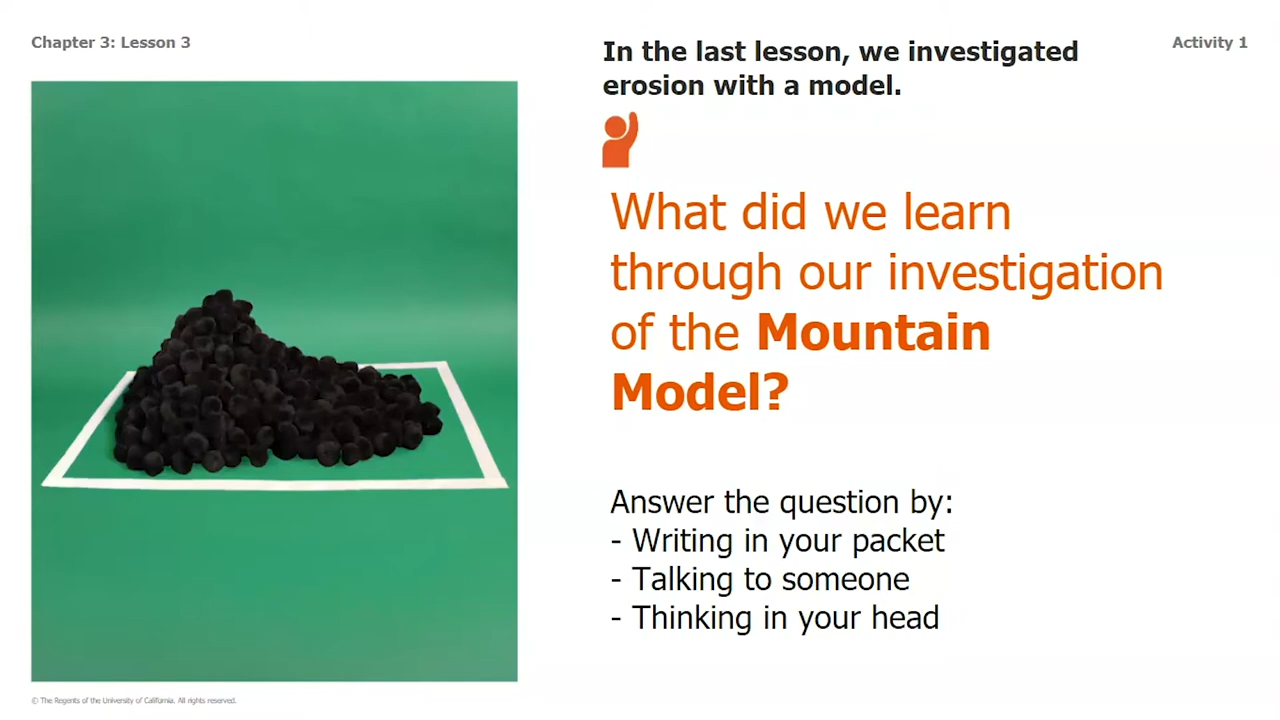 Chapter 3: Lesson 3
In the last lesson, we investigated
erosion with a model.
Activity 1
What did we learn
through our investigation
of the Mountain
Model?
Answer the question by:
- Writing in your packet
- Talking to someone
- Thinking in your head
© The Regents of the University of California. All rights reserved.